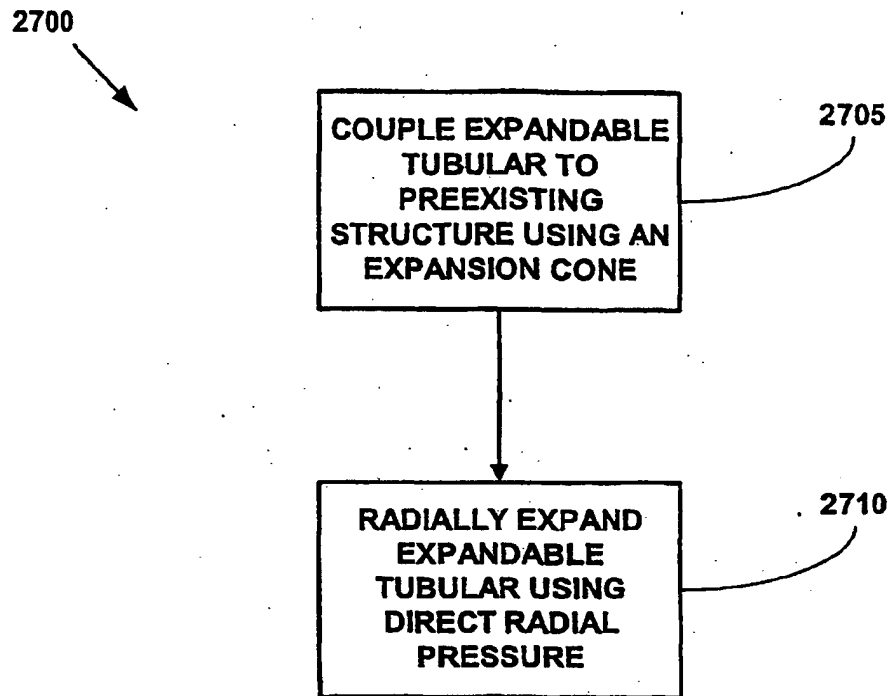 2700
COUPLE EXPANDABLE
TUBULAR TO
PREEXISTING
STRUCTURE USING AN
EXPANSION CONE
2705
RADIALLY EXPAND
EXPANDABLE
TUBULAR USING
DIRECT RADIAL
PRESSURE
2710